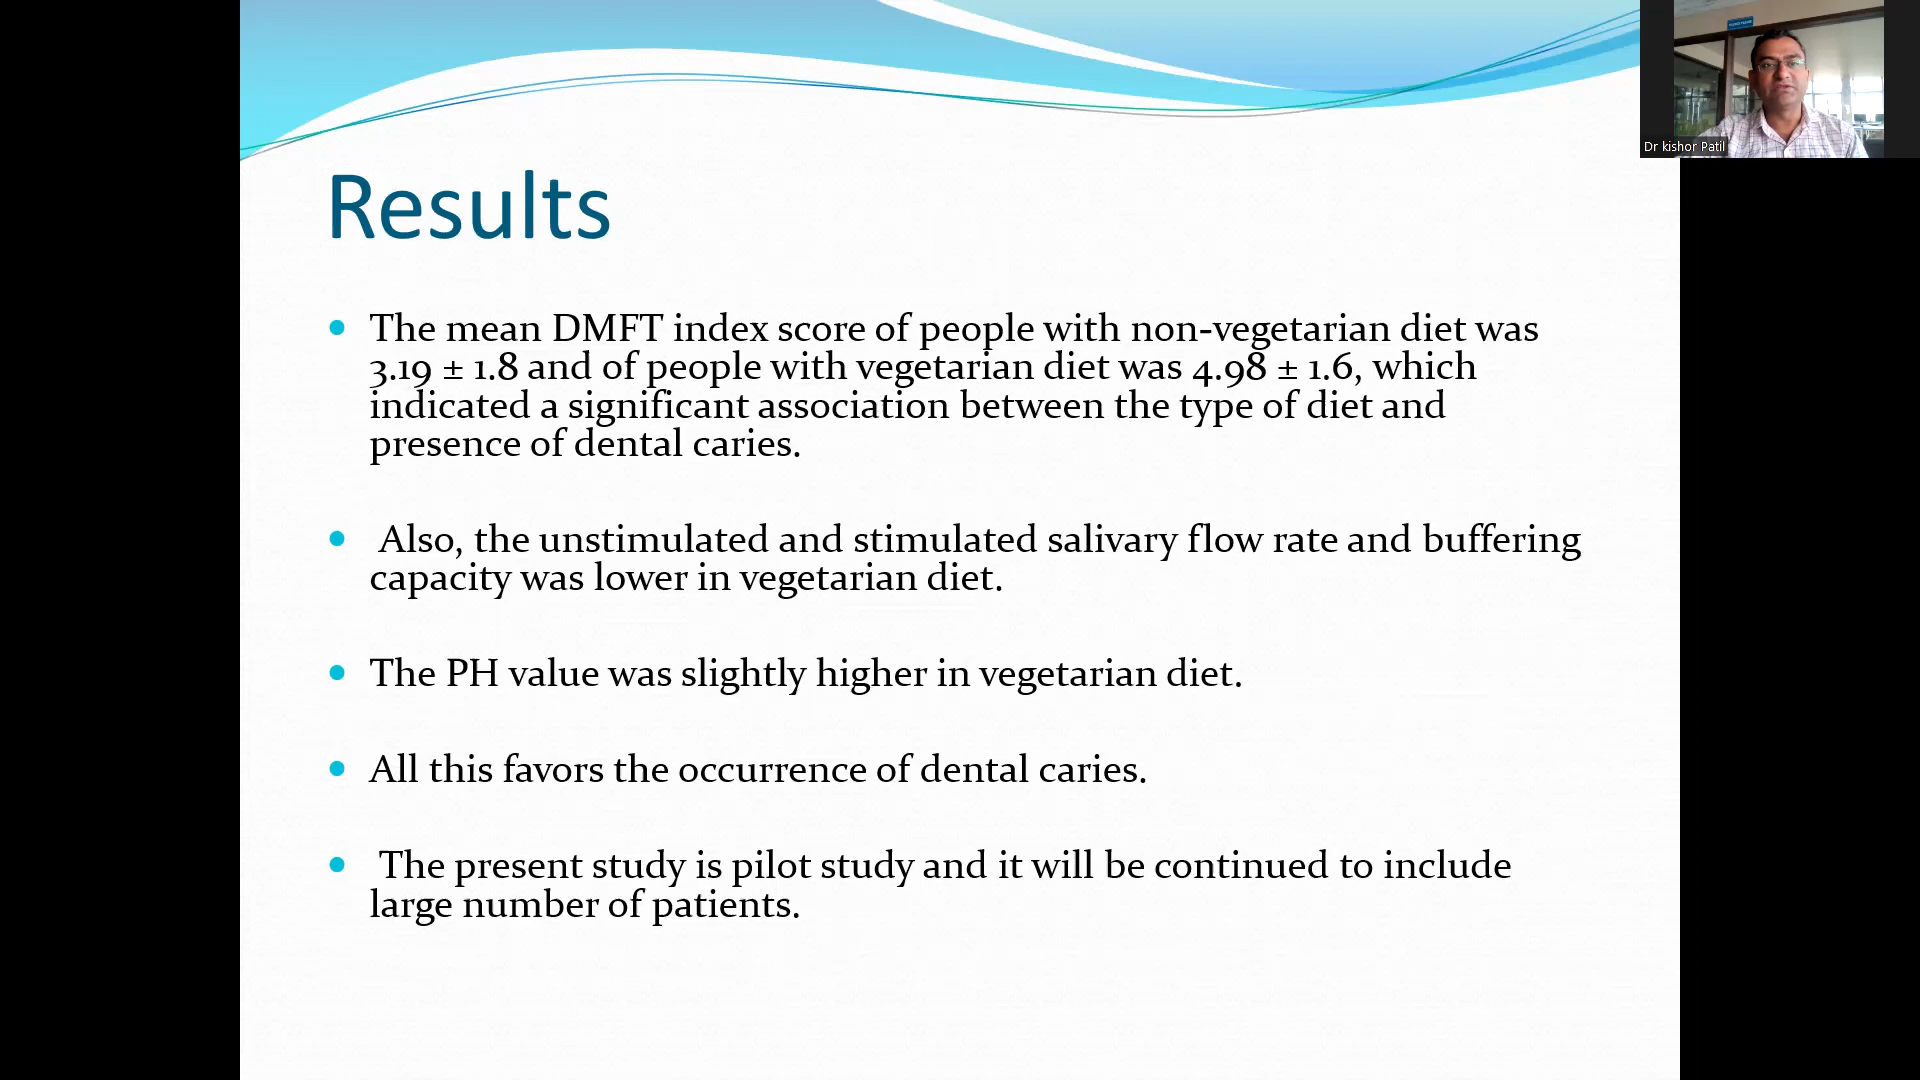 Dr kishor Patil
Results
The mean DMFT index score of people with non-vegetarian diet was
3.19 ± 1.8 and of people with vegetarian diet was 4.98 ± 1.6, which
indicated a significant association between the type of diet and
presence of dental caries.
Also, the unstimulated and stimulated salivary flow rate and buffering
capacity was lower in vegetarian diet.
The PH value was slightly higher in vegetarian diet.
All this favors the occurrence of dental caries.
The present study is pilot study and it will be continued to include
large number of patients.